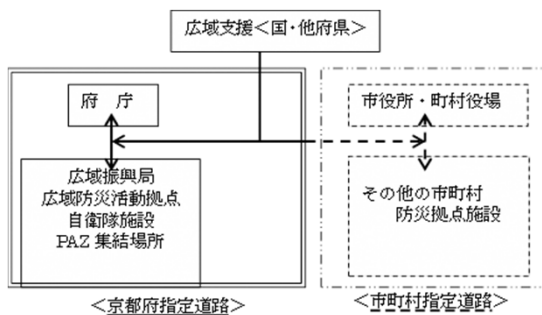 広域支援＜国・他府県＞
府　庁
市役所・町村役場
広域振興局
広域防災活動拠点
自衛隊施設
PAZ 集結場所
その他の市町村
防災拠点施設
＜京都府指定道路＞
＜市町村指定道路＞